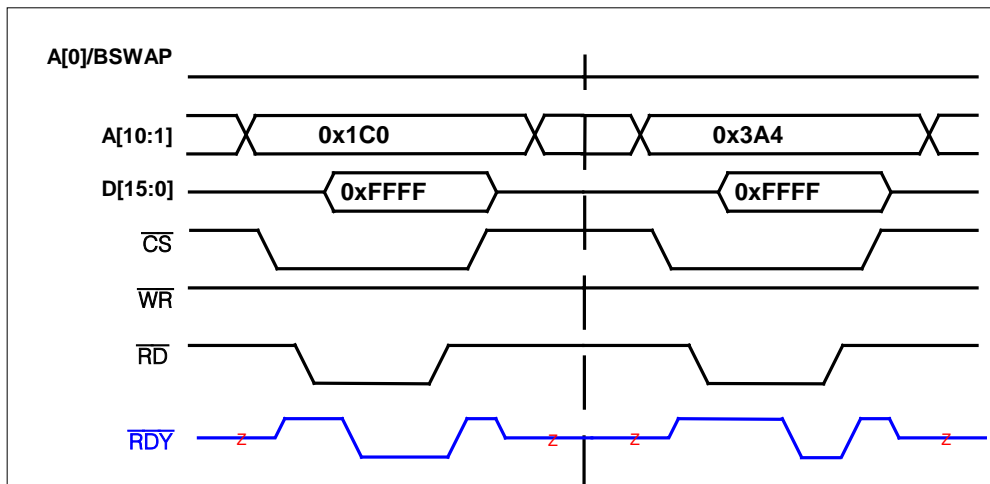 A[0]/BSWAP
A[10:1] 0x1C0 0x3A4
D[15:0] 0xFFFF 0xFFFF
CS
WR
RD
RDY Z Z Z Z